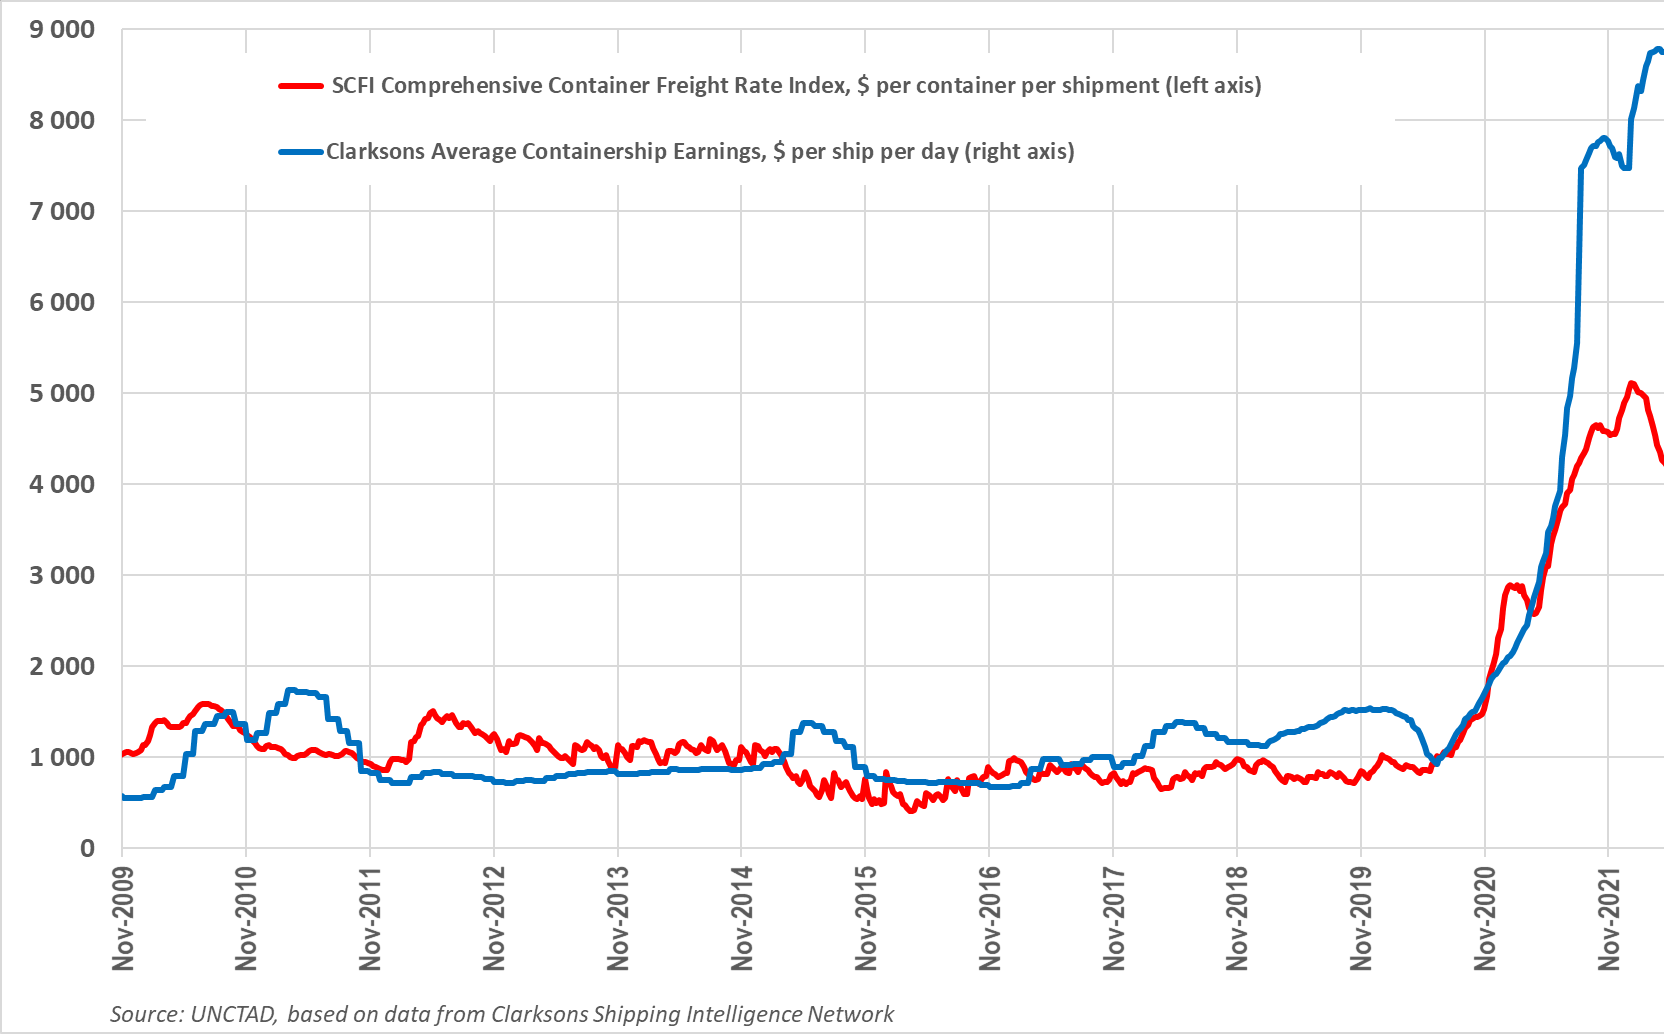 9 000
8 000
7 000
6 000
5 000
4 000
3 000
2 000
1 000
0
SCFI Comprehensive Container Freight Rate Index, $ per container per shipment (left axis)
Clarksons Average Containership Earnings, $ per ship per day (right axis)
Nov-2009
Nov-2010
Nov-2011
Nov-2012
Nov-2013
Nov-2014
Nov-2015
Nov-2016
Nov-2017
Nov-2018
Nov-2019
Nov-2020
Nov-2021
Source: UNCTAD, based on data from Clarksons Shipping Intelligence Network